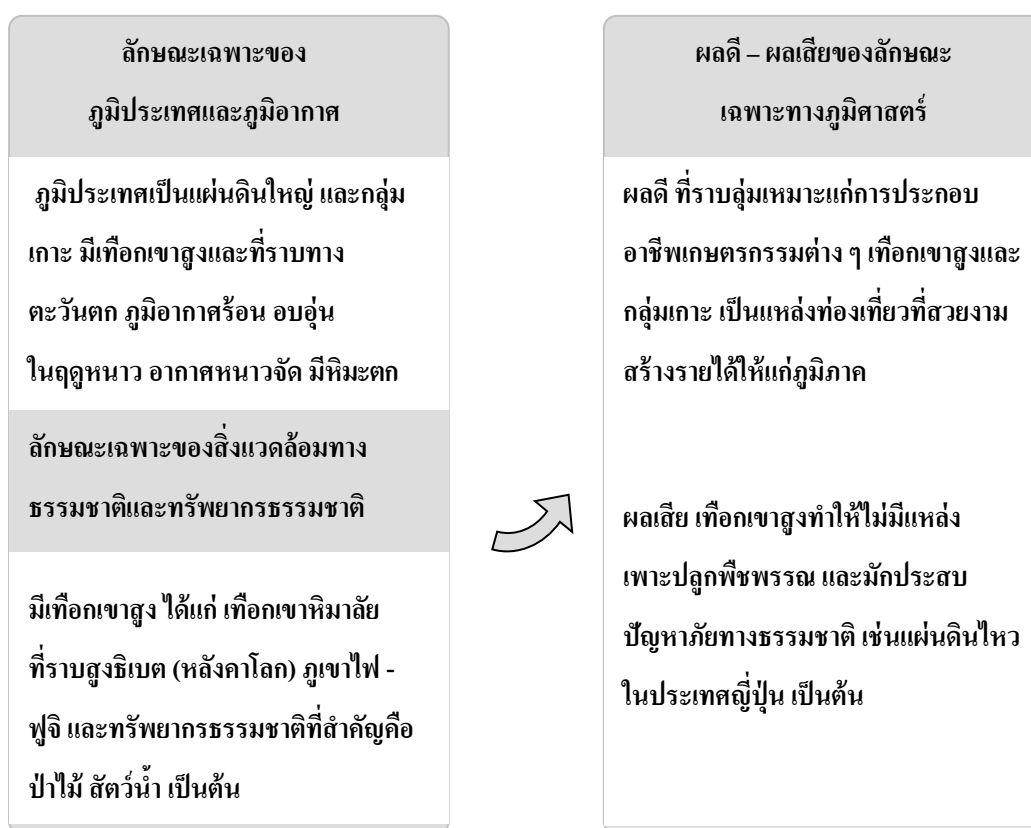 ลักษณะเฉพาะของ
ภูมิประเทศและภูมิอากาศ
ภูมิประเทศเป็นแผ่นดินใหญ่ และกลุ่ม
เกาะ มีเทือกเขาสูงและที่ราบทาง
ตะวันตก ภูมิอากาศร้อน อบอุ่น
ในฤดูหนาว อากาศหนาวจัด มีหิมะตก
ลักษณะเฉพาะของสิ่งแวดล้อมทาง
ธรรมชาติและทรัพยากรธรรมชาติ
มีเทือกเขาสูง ได้แก่ เทือกเขาหิมาลัย
ที่ราบสูงธิเบต (หลังคาโลก) ภูเขาไฟ -
ฟูจิ และทรัพยากรธรรมชาติที่สำคัญคือ
ป่าไม้ สัตว์น้ำ เป็นต้น
ผลดี – ผลเสียของลักษณะ
เฉพาะทางภูมิศาสตร์
ผลดี ที่ราบลุ่มเหมาะแก่การประกอบ
อาชีพเกษตรกรรมต่าง ๆ เทือกเขาสูงและ
กลุ่มเกาะ เป็นแหล่งท่องเที่ยวที่สวยงาม
สร้างรายได้ให้แก่ภูมิภาค
ผลเสีย เทือกเขาสูงทำให้ไม่มีแหล่ง
เพาะปลูกพืชพรรณ และมักประสบ
ปัญหาภัยทางธรรมชาติ เช่นแผ่นดินไหว
ในประเทศญี่ปุ่น เป็นต้น